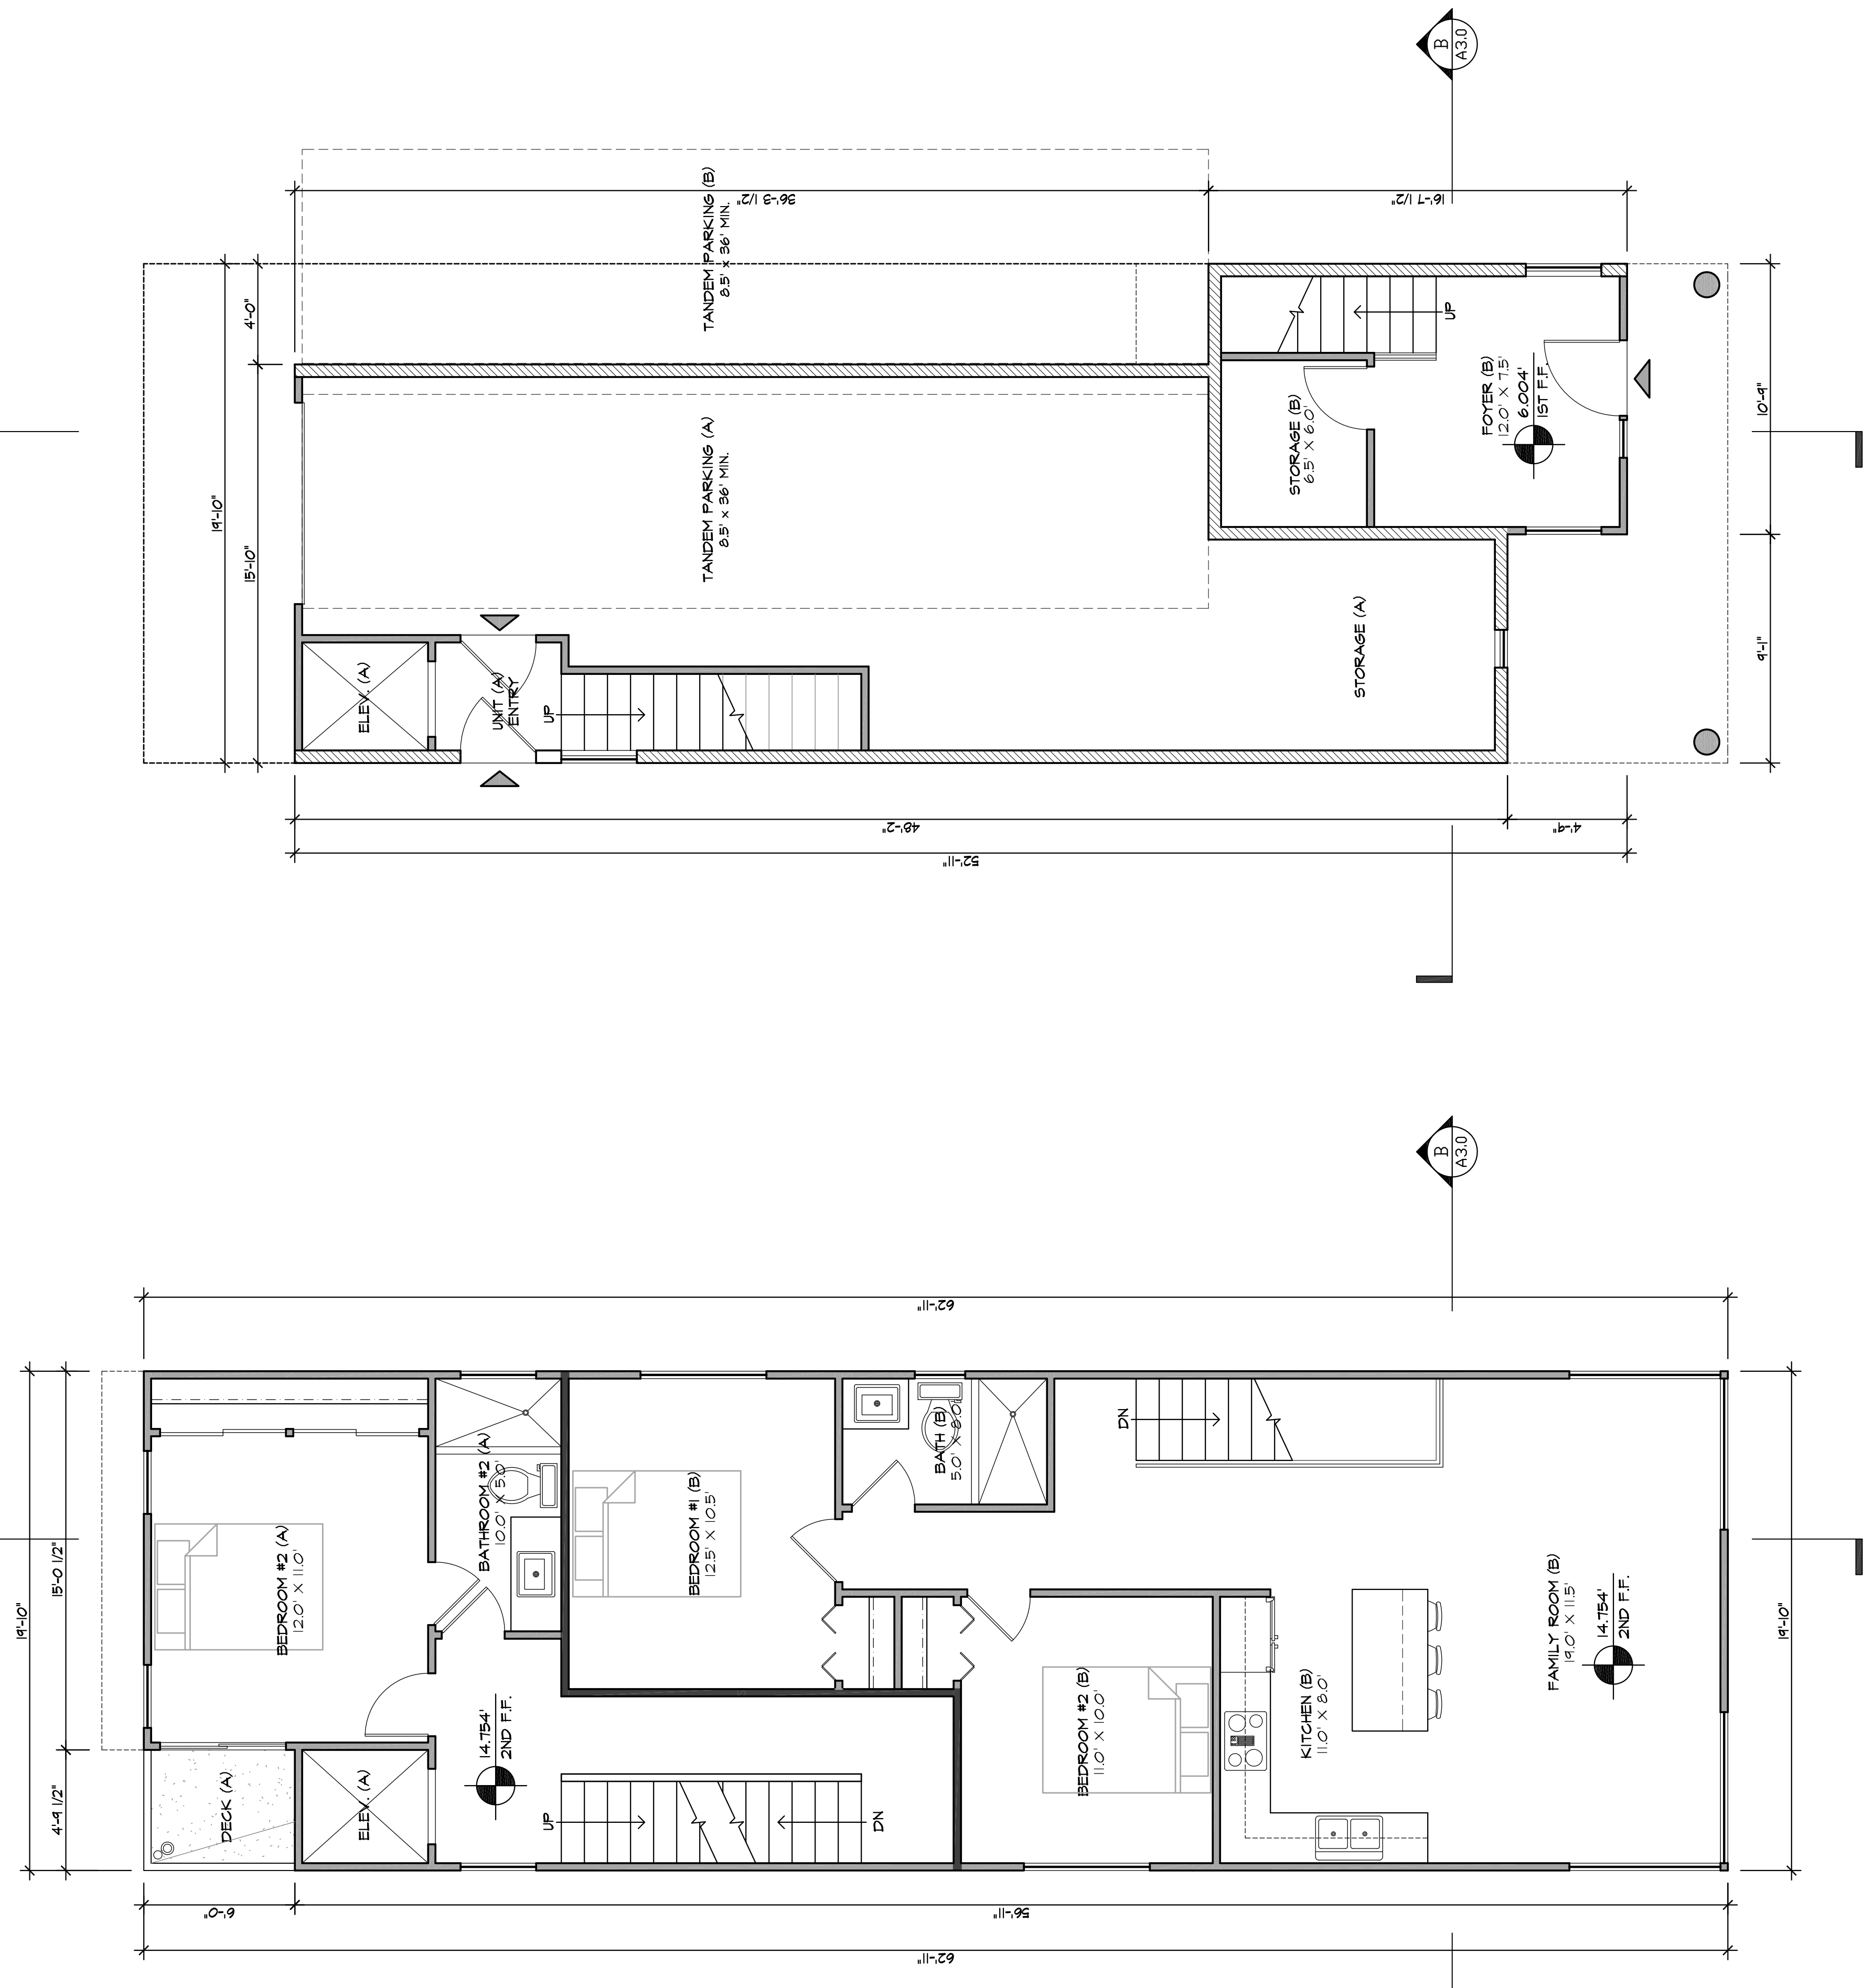 B
A3.0
TANDEM PARKING (B)
8.5' x 36' MIN.
36'-3 1/2"
16'-7 1/2"
4'-0"
19'-10"
15'-10"
TANDEM PARKING (A)
8.5' x 36' MIN.
STORAGE (B)
6.5' X 6.0'
UP
FOYER (B)
12.0' X 7.5'
6.004'
1ST F.F.
10'-9"
9'-1"
ELEV. (A)
UNIT (A)
ENTRY
UP
STORAGE (A)
48'-2"
4'-9"
52'-11"
B
A3.0
62'-11"
19'-10"
15'-0 1/2"
4'-9 1/2"
BEDROOM #2 (A)
12.0' X 11.0'
BATHROOM #2 (A)
10.0' X 5.0'
BEDROOM #1 (B)
12.5' X 10.5'
BATH (B)
5.0' X 8.0'
DN
DECK (A)
ELEV. (A)
14.754'
2ND F.F.
UP
DN
BEDROOM #2 (B)
11.0' X 10.0'
KITCHEN (B)
11.0' X 8.0'
FAMILY ROOM (B)
19.0' X 11.5'
14.754'
2ND F.F.
19'-10"
6'-0"
56'-11"
62'-11"